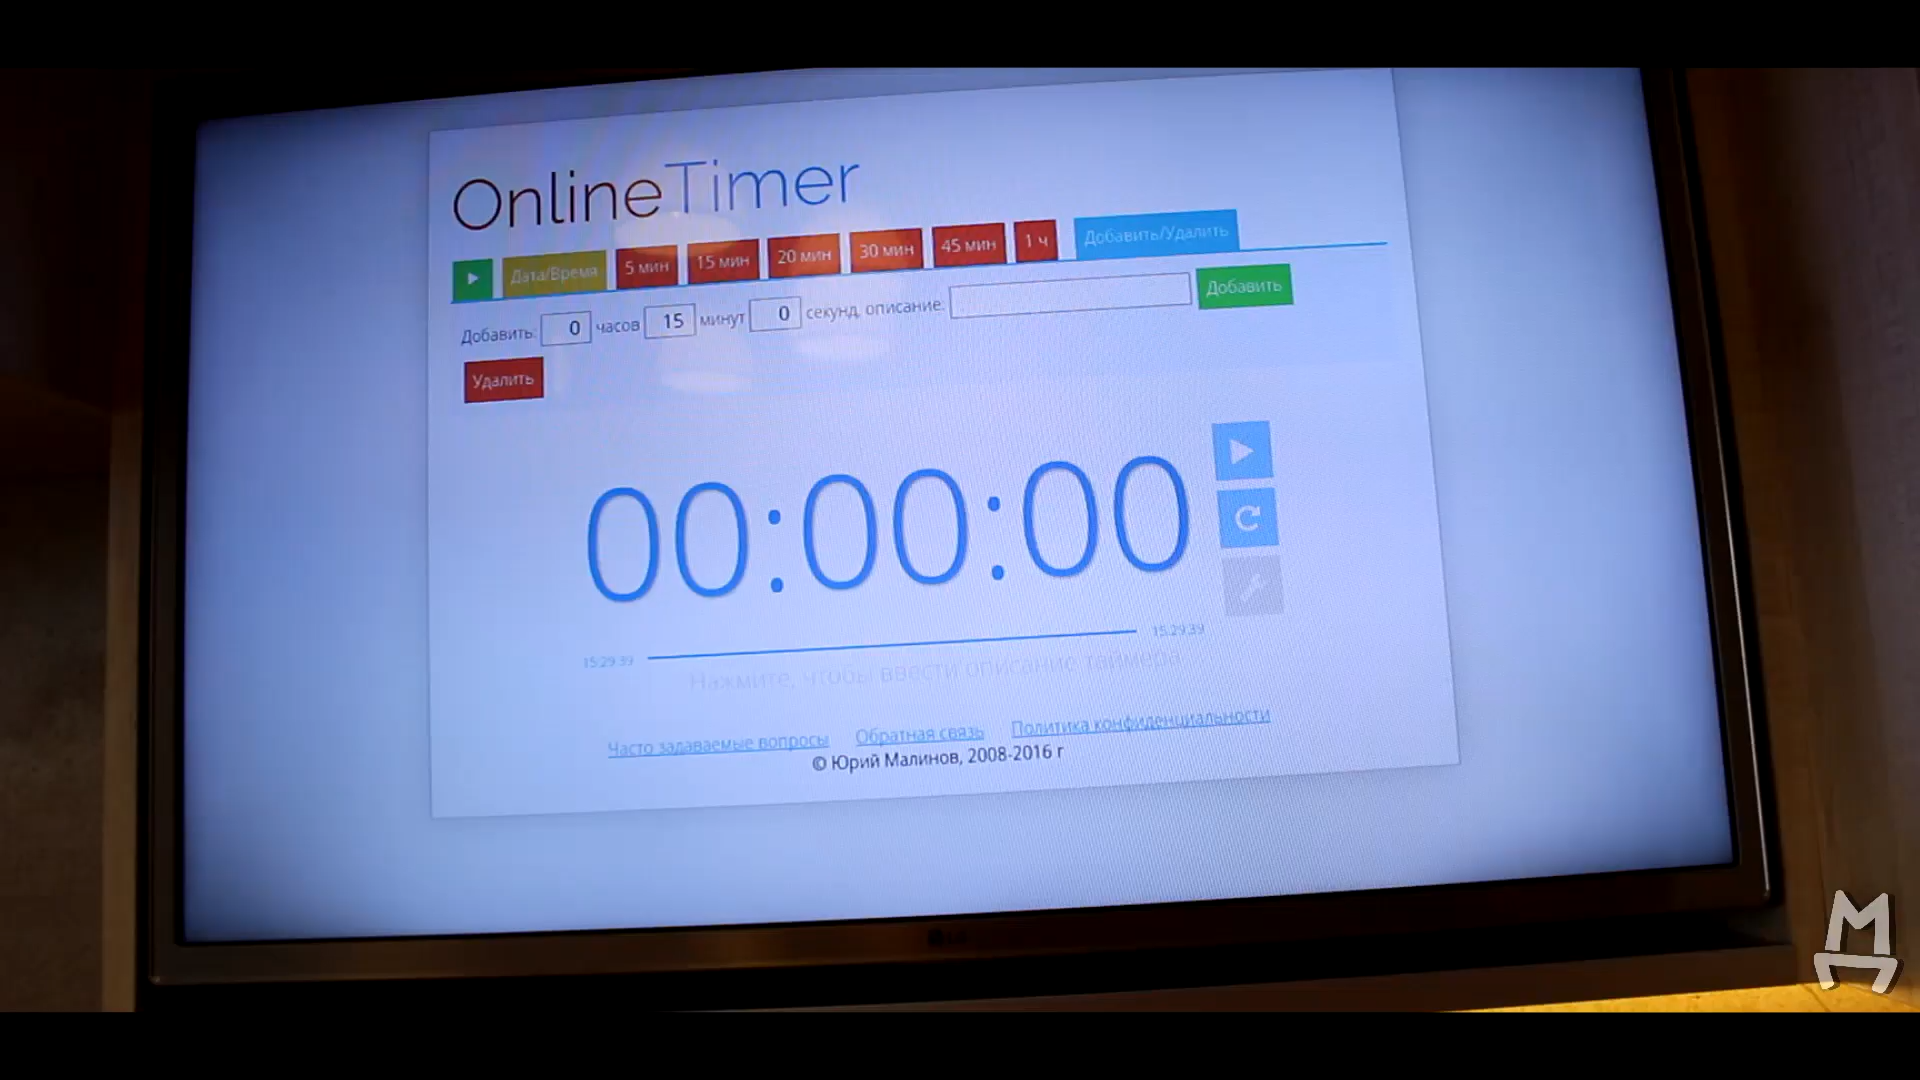 OnlineTimer
Дата/Время 5 мин 15 мин 20 мин 30 мин 45 мин 1 ч Добавить/Удалить
Добавить: 0 часов 15 минут 0 секунд, описание: Добавить
Удалить
00:00:00
15:29:39 15:29:39
Нажмите, чтобы ввести описание таймера
Часто задаваемые вопросы Обратная связь Политика конфиденциальности
© Юрий Малинов, 2008-2016 г